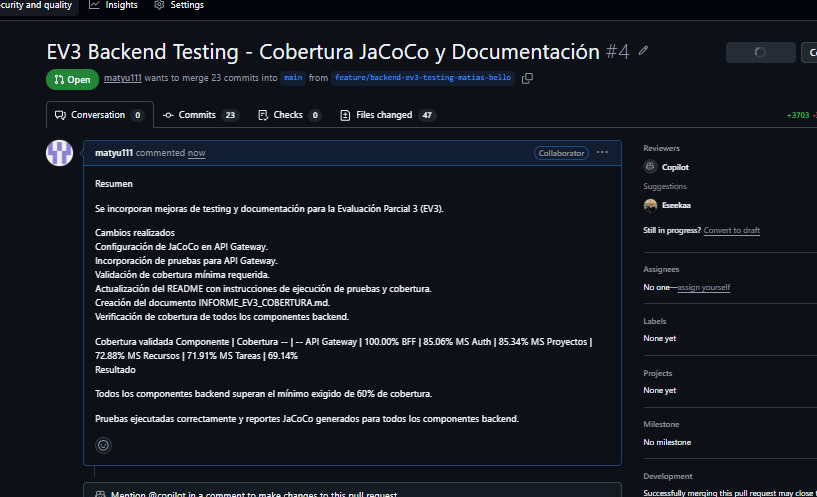 curity and quality
Insights
Settings
EV3 Backend Testing - Cobertura JaCoCo y Documentación #4
Open
matyu111 wants to merge 23 commits into main from feature/backend-ev3-testing-matias-bello
Conversation 0
Commits 23
Checks 0
Files changed 47
+3703
matyu111 commented now
Collaborator
Resumen
Se incorporan mejoras de testing y documentación para la Evaluación Parcial 3 (EV3).
Cambios realizados
Configuración de JaCoCo en API Gateway.
Incorporación de pruebas para API Gateway.
Validación de cobertura mínima requerida.
Actualización del README con instrucciones de ejecución de pruebas y cobertura.
Creación del documento INFORME_EV3_COBERTURA.md.
Verificación de cobertura de todos los componentes backend.
Cobertura validada Componente | Cobertura -- | -- API Gateway | 100.00% BFF | 85.06% MS Auth | 85.34% MS Proyectos |
72.88% MS Recursos | 71.91% MS Tareas | 69.14%
Resultado
Todos los componentes backend superan el mínimo exigido de 60% de cobertura.
Pruebas ejecutadas correctamente y reportes JaCoCo generados para todos los componentes backend.
Mention @copilot in a comment to make changes to this pull request.
Reviewers
Copilot
Suggestions
Eseekaa
Still in progress? Convert to draft
Assignees
No one—assign yourself
Labels
None yet
Projects
None yet
Milestone
No milestone
Development
Successfully merging this pull request may close t